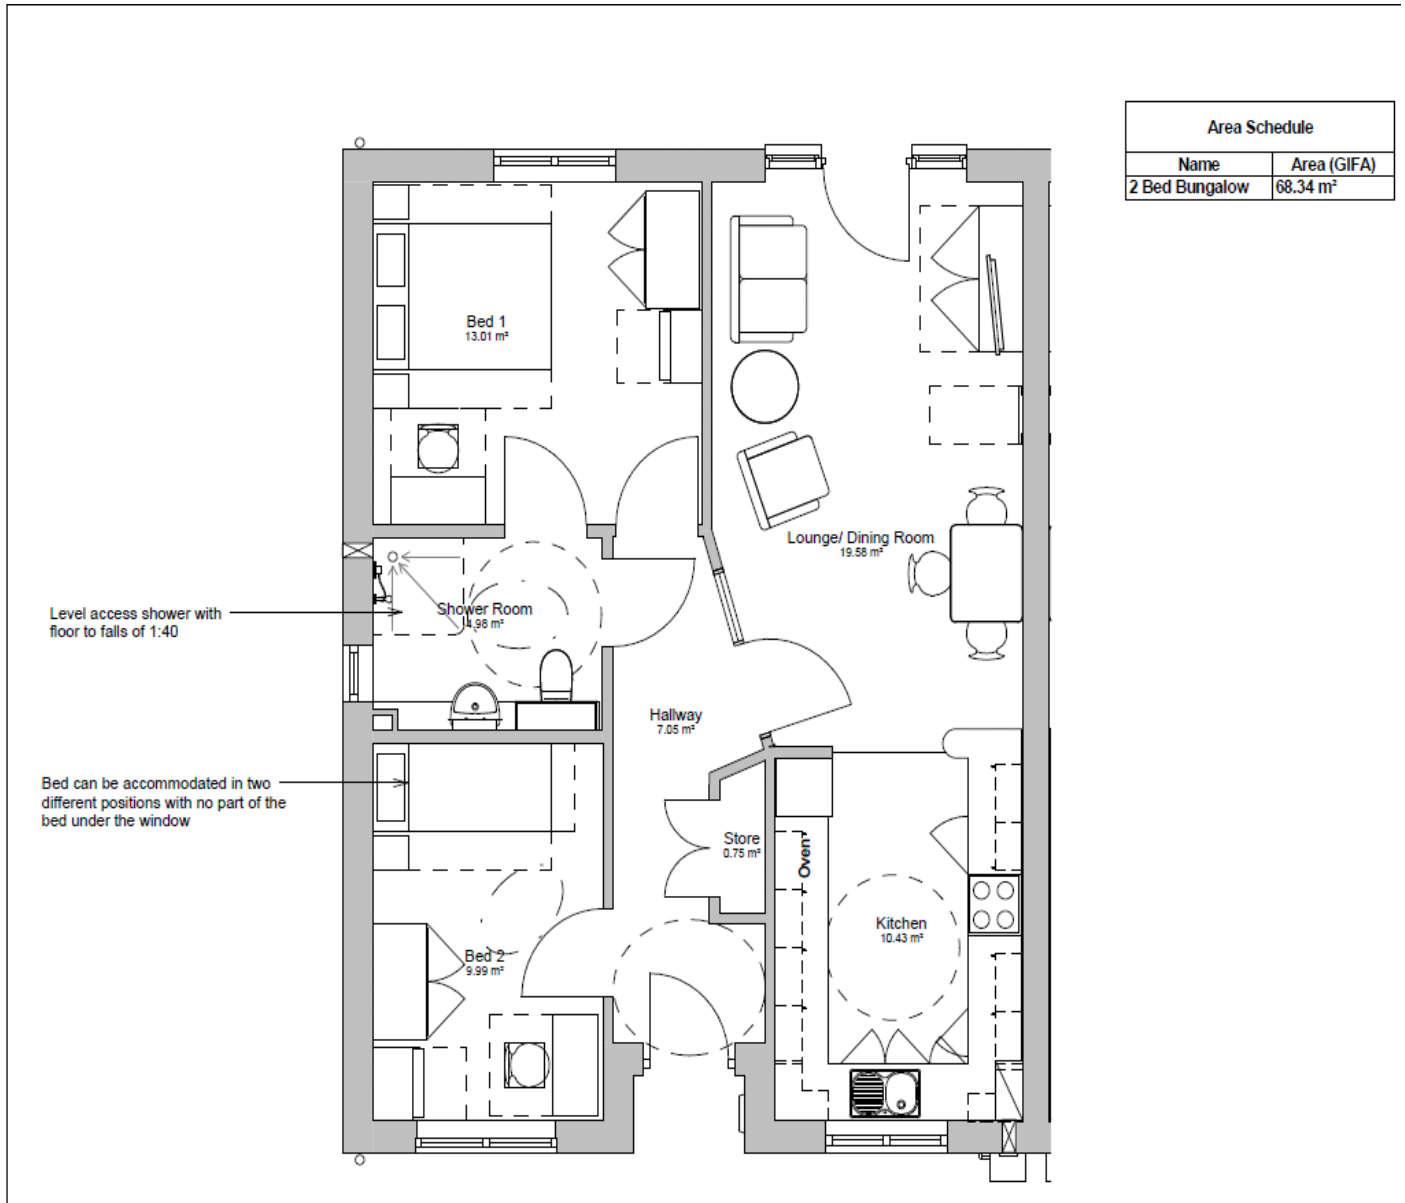 Area Schedule
Name Area (GIFA)
2 Bed Bungalow 68.34 m²
Bed 1
13.01 m²
Lounge/ Dining Room
19.58 m²
Level access shower with
floor to falls of 1:40
Shower Room
4.98 m²
Hallway
7.05 m²
Bed can be accommodated in two
different positions with no part of the
bed under the window
Store
0.75 m²
Oven
Kitchen
10.43 m²
Bed 2
9.99 m²